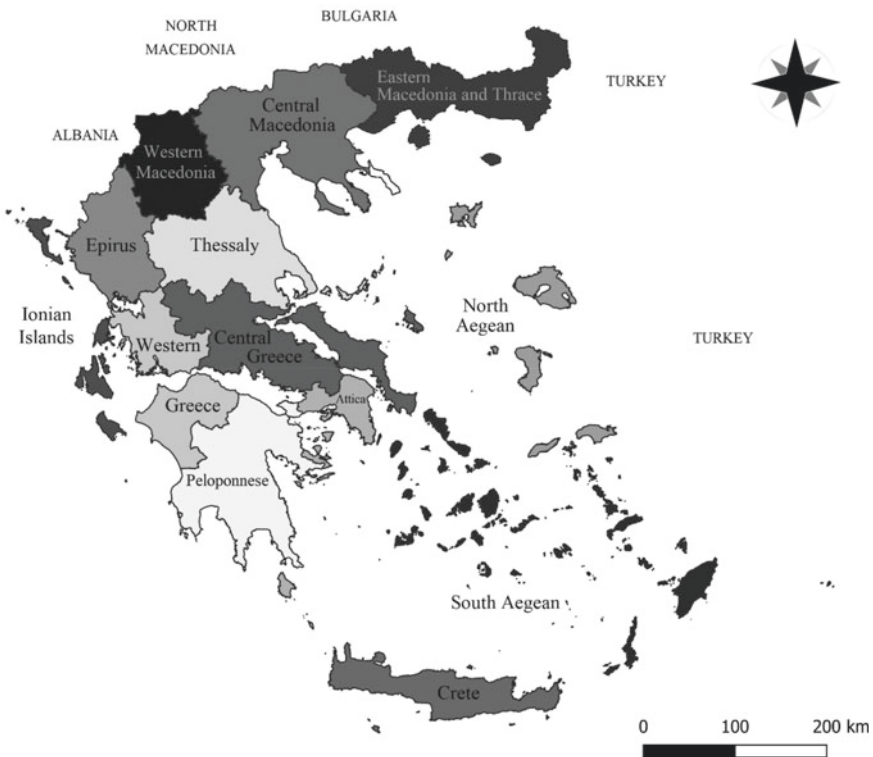 BULGARIA
NORTH
MACEDONIA
Eastern
Macedonia and Thrace
TURKEY
Central
Macedonia
ALBANIA
Western
Macedonia
Epirus
Thessaly
Ionian
Islands
North
Aegean
TURKEY
Western
Greece
Central
Greece
Attica
Peloponnese
South Aegean
Crete
0 100 200 km